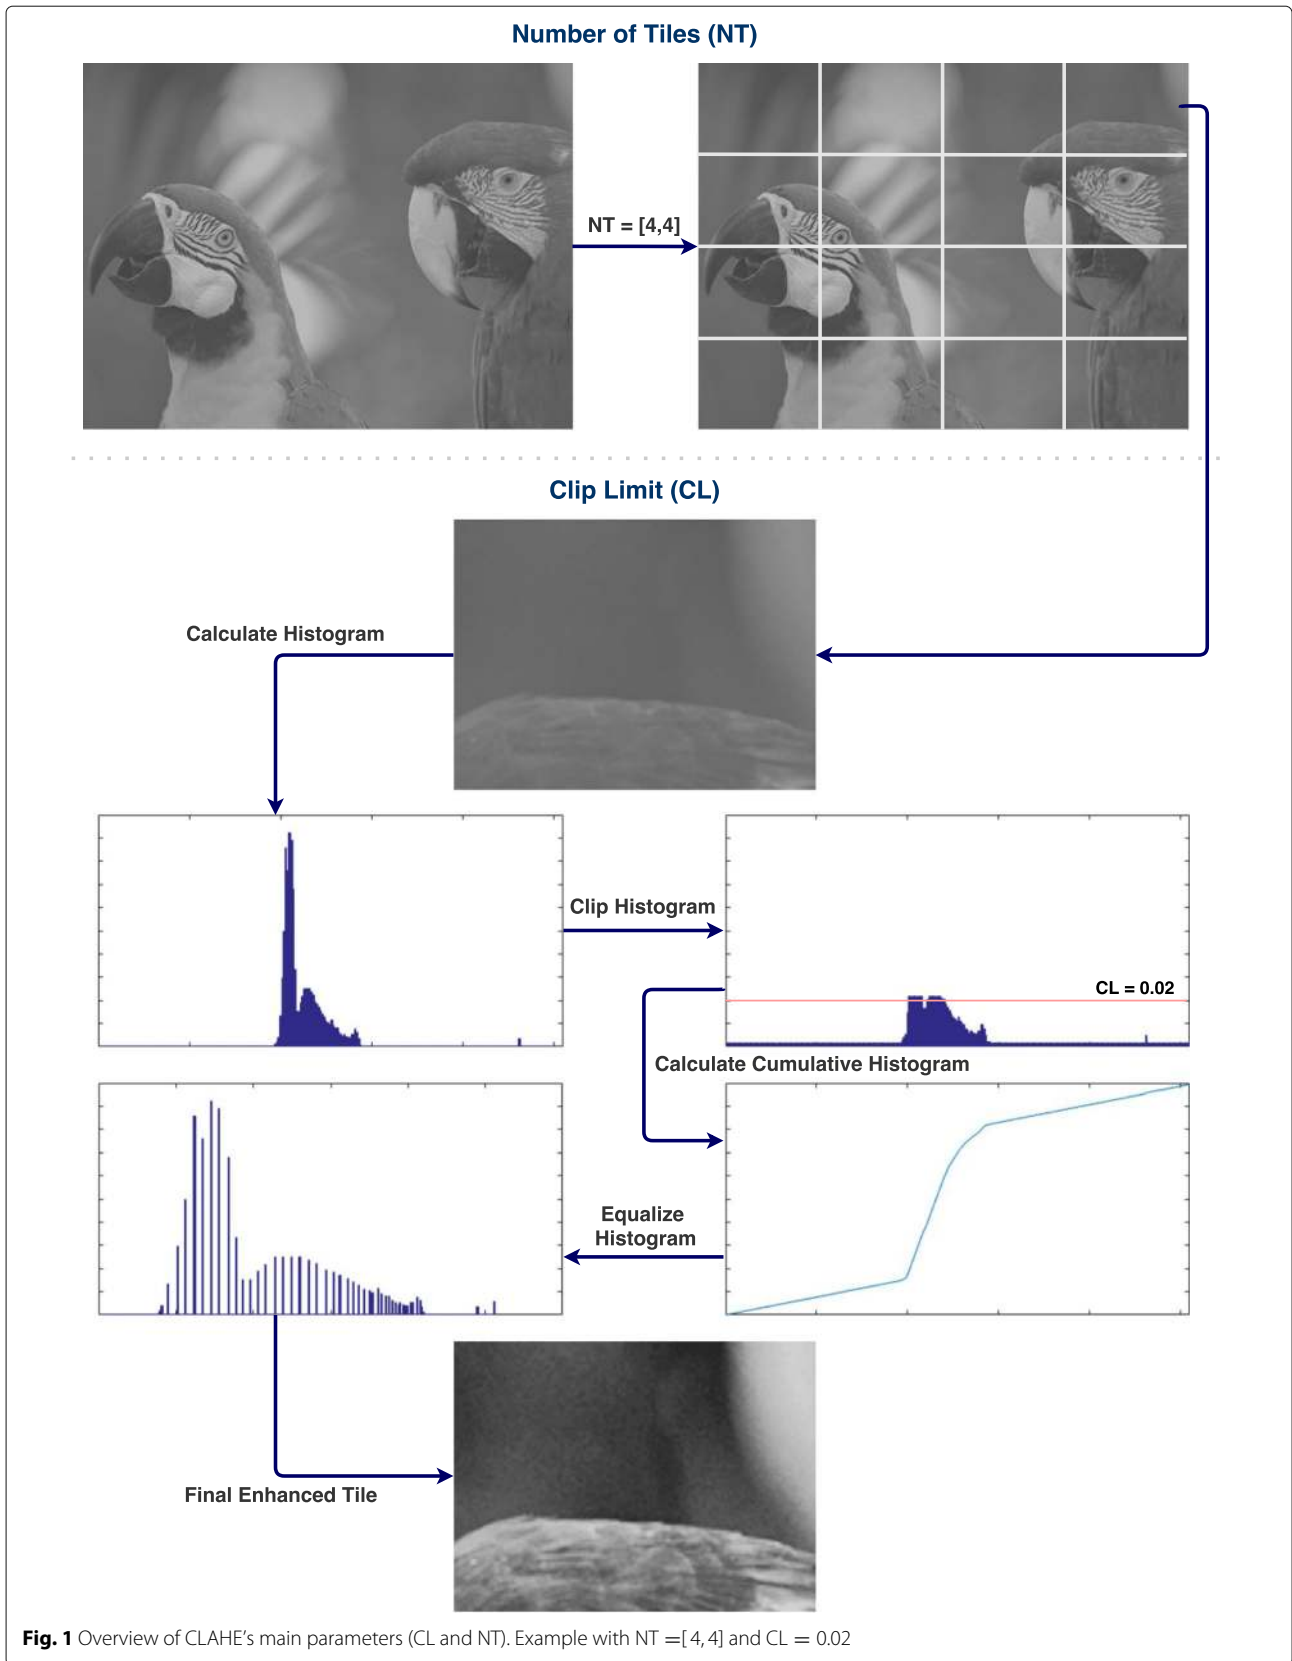 Number of Tiles (NT)
NT = [4,4]
Clip Limit (CL)
Calculate Histogram
Clip Histogram
CL = 0.02
Calculate Cumulative Histogram
Equalize
Histogram
Final Enhanced Tile
Fig. 1 Overview of CLAHE's main parameters (CL and NT). Example with NT =[ 4, 4] and CL = 0.02